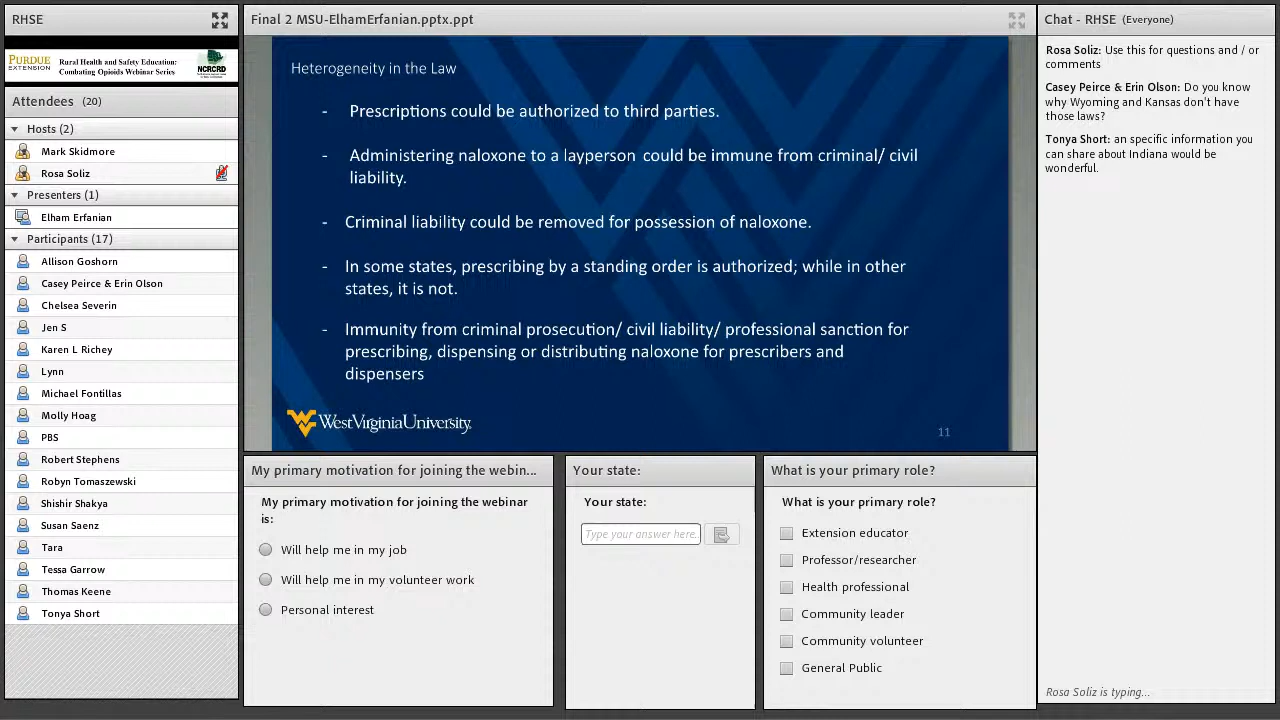 RHSE
PURDUE
EXTENSION
Rural Health and Safety Education:
Combating Opioids Webinar Series
NCRCRD
Attendees (20)
Hosts (2)
Mark Skidmore
Rosa Soliz
Presenters (1)
Elham Erfanian
Participants (17)
Allison Goshorn
Casey Peirce & Erin Olson
Chelsea Severin
Jen S
Karen L Richey
Lynn
Michael Fontillas
Molly Hoag
PBS
Robert Stephens
Robyn Tomaszewski
Shishir Shakya
Susan Saenz
Tara
Tessa Garrow
Thomas Keene
Tonya Short
Final 2 MSU-ElhamErfanian.pptx.ppt
Heterogeneity in the Law
- Prescriptions could be authorized to third parties.
- Administering naloxone to a layperson could be immune from criminal/ civil
liability.
- Criminal liability could be removed for possession of naloxone.
- In some states, prescribing by a standing order is authorized; while in other
states, it is not.
- Immunity from criminal prosecution/ civil liability/ professional sanction for
prescribing, dispensing or distributing naloxone for prescribers and
dispensers
WestVirginiaUniversity.
11
My primary motivation for joining the webin...
My primary motivation for joining the webinar
is:
Will help me in my job
Will help me in my volunteer work
Personal interest
Your state:
Your state:
Type your answer here..
What is your primary role?
What is your primary role?
Extension educator
Professor/researcher
Health professional
Community leader
Community volunteer
General Public
Chat - RHSE (Everyone)
Rosa Soliz: Use this for questions and / or
comments
Casey Peirce & Erin Olson: Do you know
why Wyoming and Kansas don't have
those laws?
Tonya Short: an specific information you
can share about Indiana would be
wonderful.
Rosa Soliz is typing...